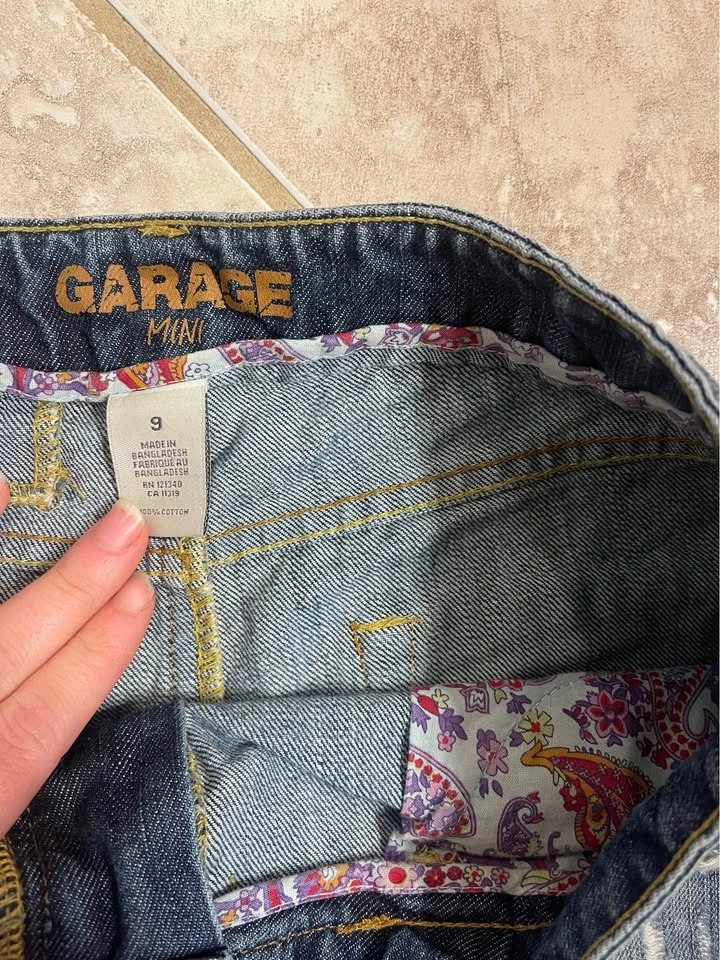 GARAGE
MINI
9
MADE IN
BANGLADESH
FABRIQUÉ AU
BANGLADESH
RN 121340
CA 11319
100% COTTON